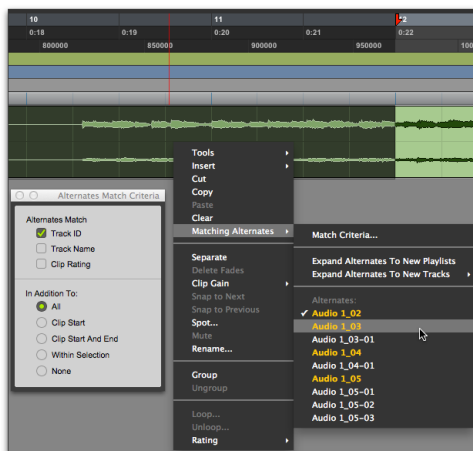 10 11 12
0:18 0:19 0:20 0:21 0:22
800000 850000 900000 950000 100
Tools
Insert
Cut
Copy
Paste
Clear
Matching Alternates
Separate
Delete Fades
Clip Gain
Snap to Next
Snap to Previous
Spot...
Mute
Rename...
Group
Ungroup
Loop...
Unloop...
Rating
Match Criteria...
Expand Alternates To New Playlists
Expand Alternates To New Tracks
Alternates:
Audio 1_02
Audio 1_03
Audio 1_03-01
Audio 1_04
Audio 1_04-01
Audio 1_05
Audio 1_05-01
Audio 1_05-02
Audio 1_05-03
Alternates Match Criteria
Alternates Match
Track ID
Track Name
Clip Rating
In Addition To:
All
Clip Start
Clip Start And End
Within Selection
None